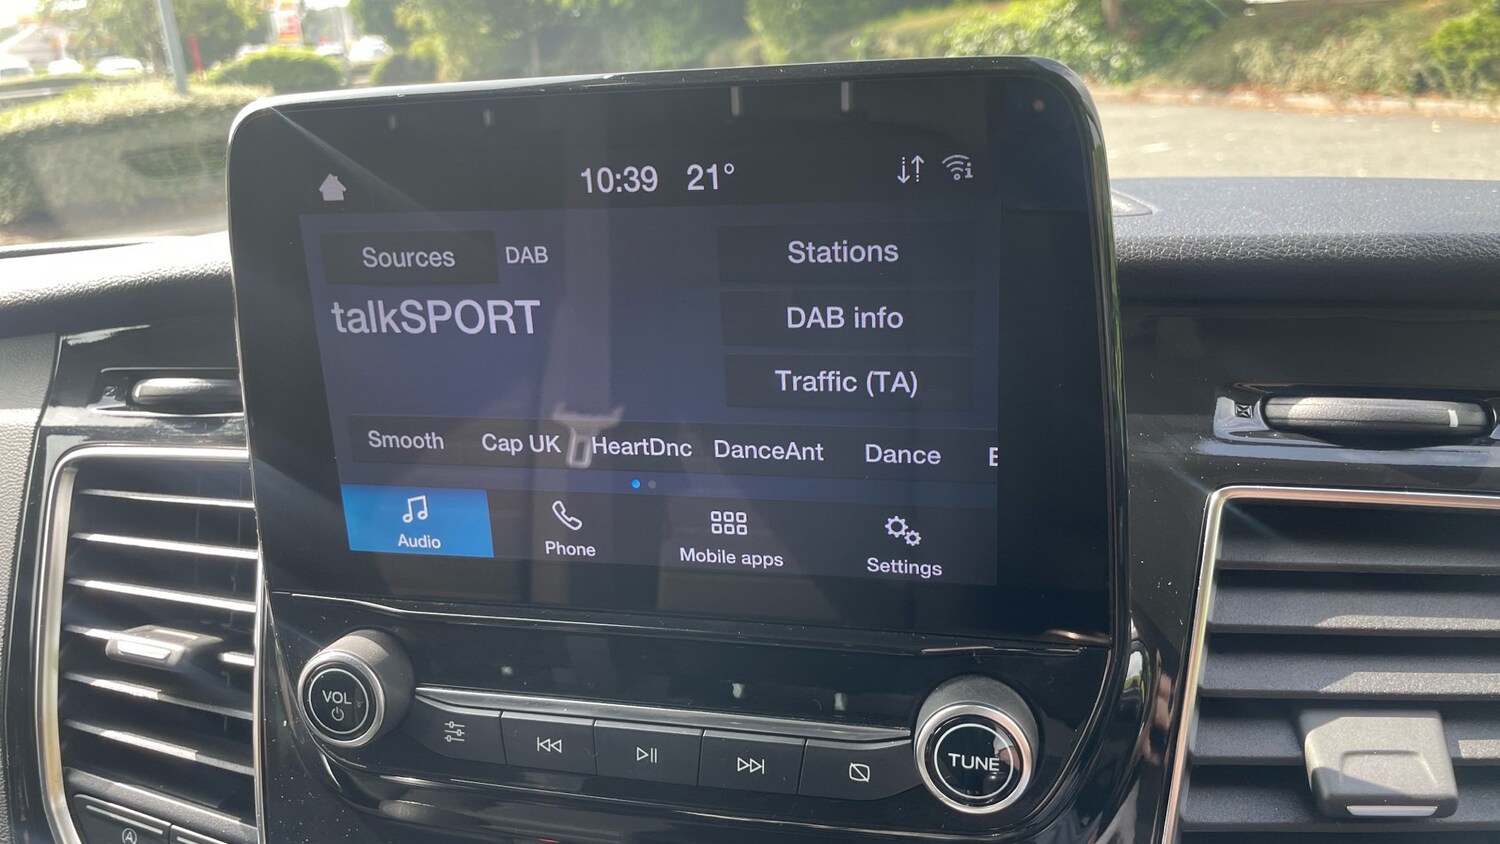 10:39 21°
Sources DAB
Stations
talkSPORT
DAB info
Traffic (TA)
Smooth Cap UK HeartDnc DanceAnt Dance
Audio Phone Mobile apps Settings
VOL
TUNE
A